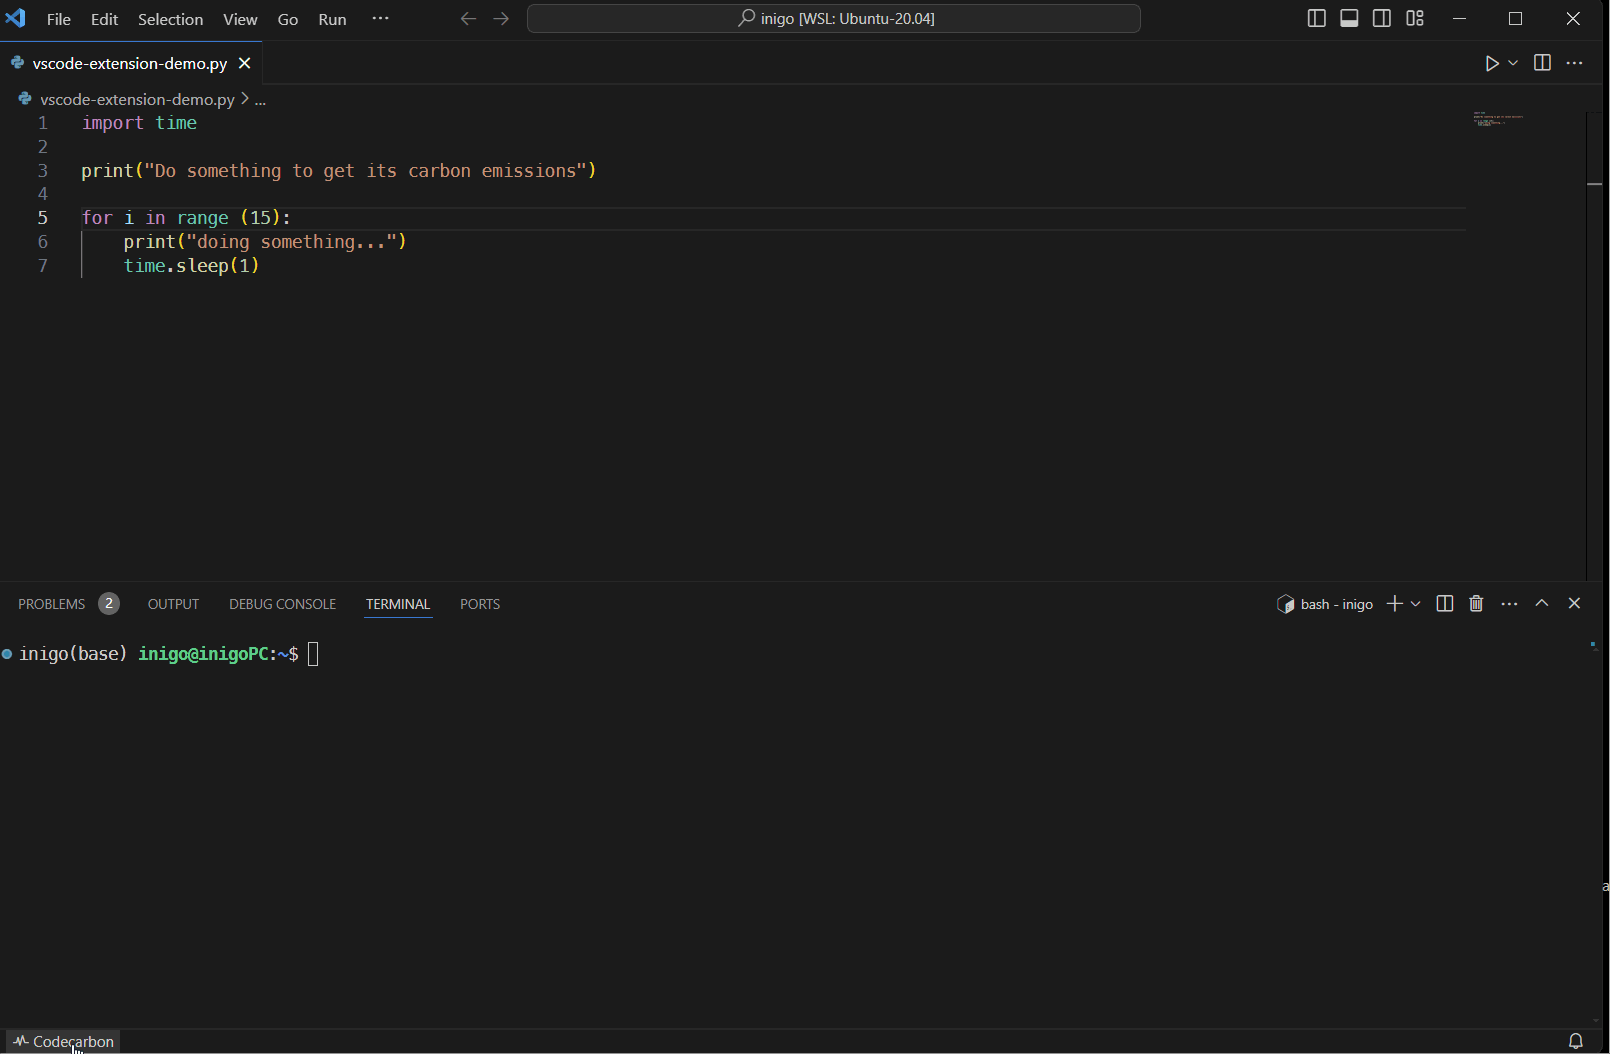 File Edit Selection View Go Run ···
inigo [WSL: Ubuntu-20.04]
vscode-extension-demo.py
vscode-extension-demo.py > ...
1 import time
2
3 print("Do something to get its carbon emissions")
4
5 for i in range (15):
6     print("doing something...")
7     time.sleep(1)
PROBLEMS 2 OUTPUT DEBUG CONSOLE TERMINAL PORTS
bash - inigo
inigo(base) inigo@inigoPC:~$
a
Codecarbon